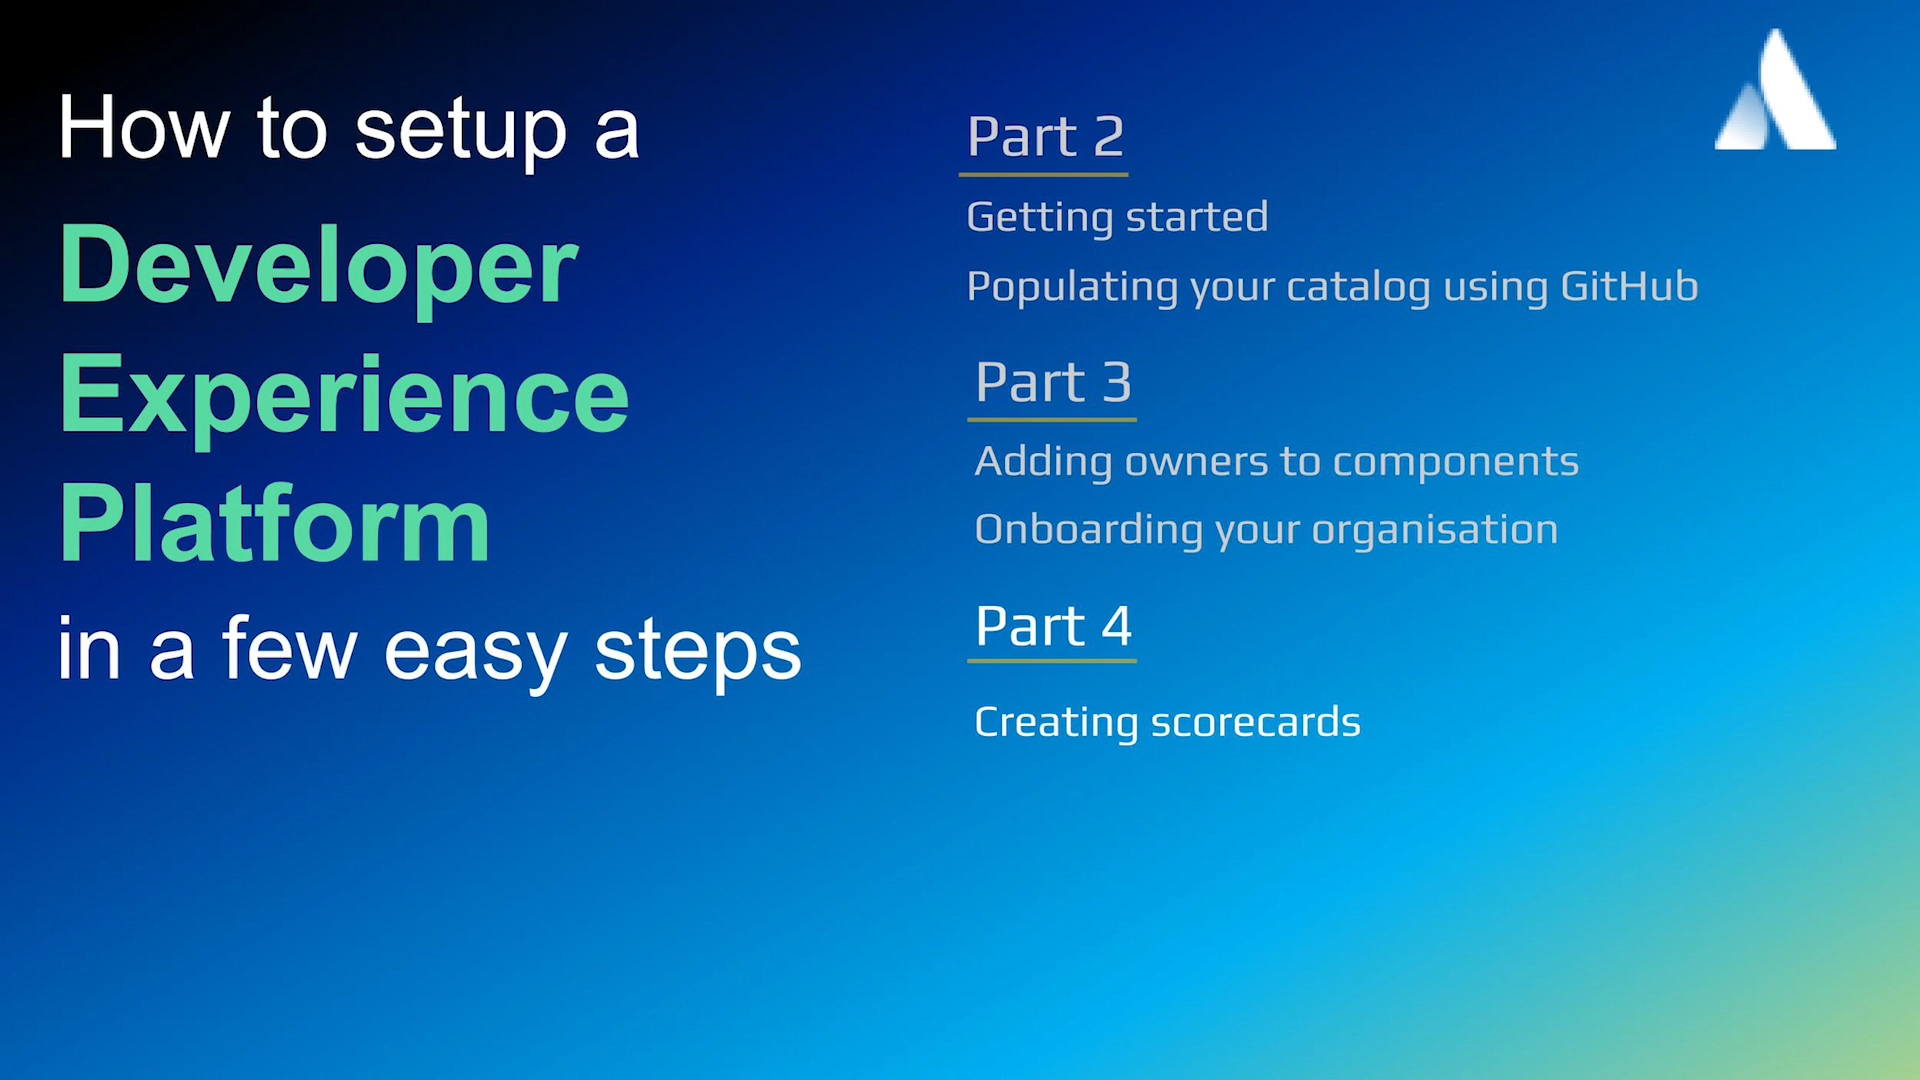 How to setup a
Developer
Experience
Platform
in a few easy steps
Part 2
Getting started
Populating your catalog using GitHub
Part 3
Adding owners to components
Onboarding your organisation
Part 4
Creating scorecards